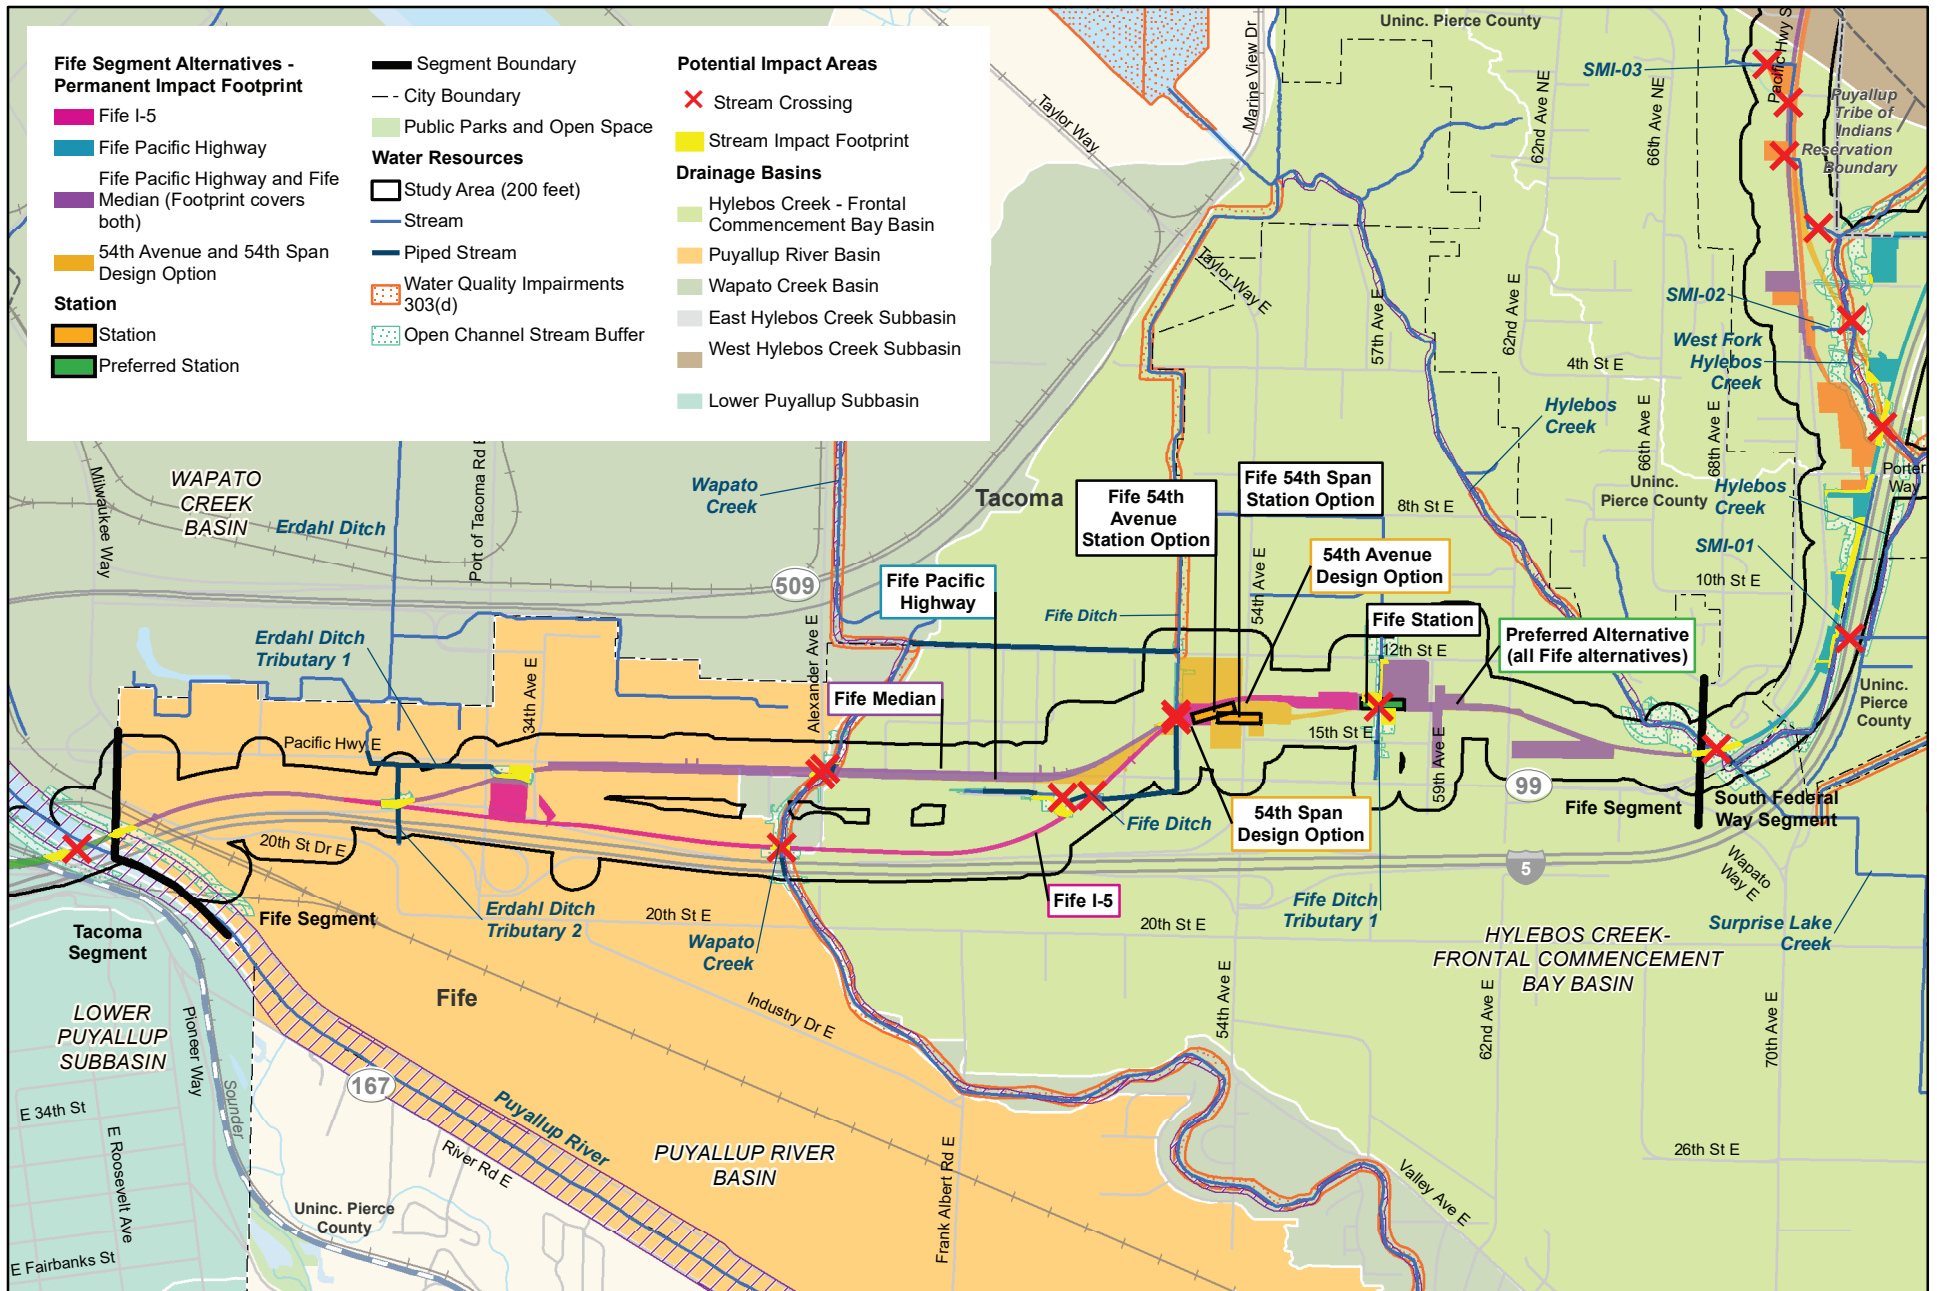 Fife Segment Alternatives -
Permanent Impact Footprint
Fife I-5
Fife Pacific Highway
Fife Pacific Highway and Fife
Median (Footprint covers
both)
54th Avenue and 54th Span
Design Option
Station
Station
Preferred Station
Segment Boundary
City Boundary
Public Parks and Open Space
Water Resources
Study Area (200 feet)
Stream
Piped Stream
Water Quality Impairments
303(d)
Open Channel Stream Buffer
Potential Impact Areas
Stream Crossing
Stream Impact Footprint
Drainage Basins
Hylebos Creek - Frontal
Commencement Bay Basin
Puyallup River Basin
Wapato Creek Basin
East Hylebos Creek Subbasin
West Hylebos Creek Subbasin
Lower Puyallup Subbasin
Uninc. Pierce County
Marine View Dr
Taylor Way
Taylor Way E
62nd Ave NE
66th Ave NE
SMI-03
Pacific Hwy S
Puyallup
Tribe of
Indians
Reservation
Boundary
57th Ave E
62nd Ave E
SMI-02
West Fork
Hylebos
Creek
4th St E
66th Ave E
68th Ave E
Hylebos
Creek
Uninc.
Pierce County
Porter
Way
Hylebos
Creek
SMI-01
8th St E
10th St E
WAPATO
CREEK
BASIN
Milwaukee Way
Erdahl Ditch
Port of Tacoma Rd E
Wapato
Creek
Tacoma
509
Fife 54th
Avenue
Station Option
Fife 54th Span
Station Option
54th Avenue
Design Option
54th Ave E
Fife Pacific
Highway
Fife Ditch
Fife Station
12th St E
Preferred Alternative
(all Fife alternatives)
Erdahl Ditch
Tributary 1
34th Ave E
Alexander Ave E
Fife Median
Pacific Hwy E
15th St E
59th Ave E
99
Uninc.
Pierce
County
Fife Segment
South Federal
Way Segment
20th St Dr E
Fife Ditch
54th Span
Design Option
5
Wapato
Way E
Fife I-5
Fife Ditch
Tributary 1
Tacoma
Segment
Fife Segment
Erdahl Ditch
Tributary 2
20th St E
Wapato
Creek
20th St E
Surprise Lake
Creek
HYLEBOS CREEK-
FRONTAL COMMENCEMENT
BAY BASIN
Fife
Industry Dr E
54th Ave E
62nd Ave E
70th Ave E
LOWER
PUYALLUP
SUBBASIN
Pioneer Way
Sounder
167
Puyallup River
River Rd E
E 34th St
E Roosevelt Ave
E Fairbanks St
Uninc. Pierce
County
PUYALLUP RIVER
BASIN
Frank Albert Rd E
Valley Ave E
26th St E